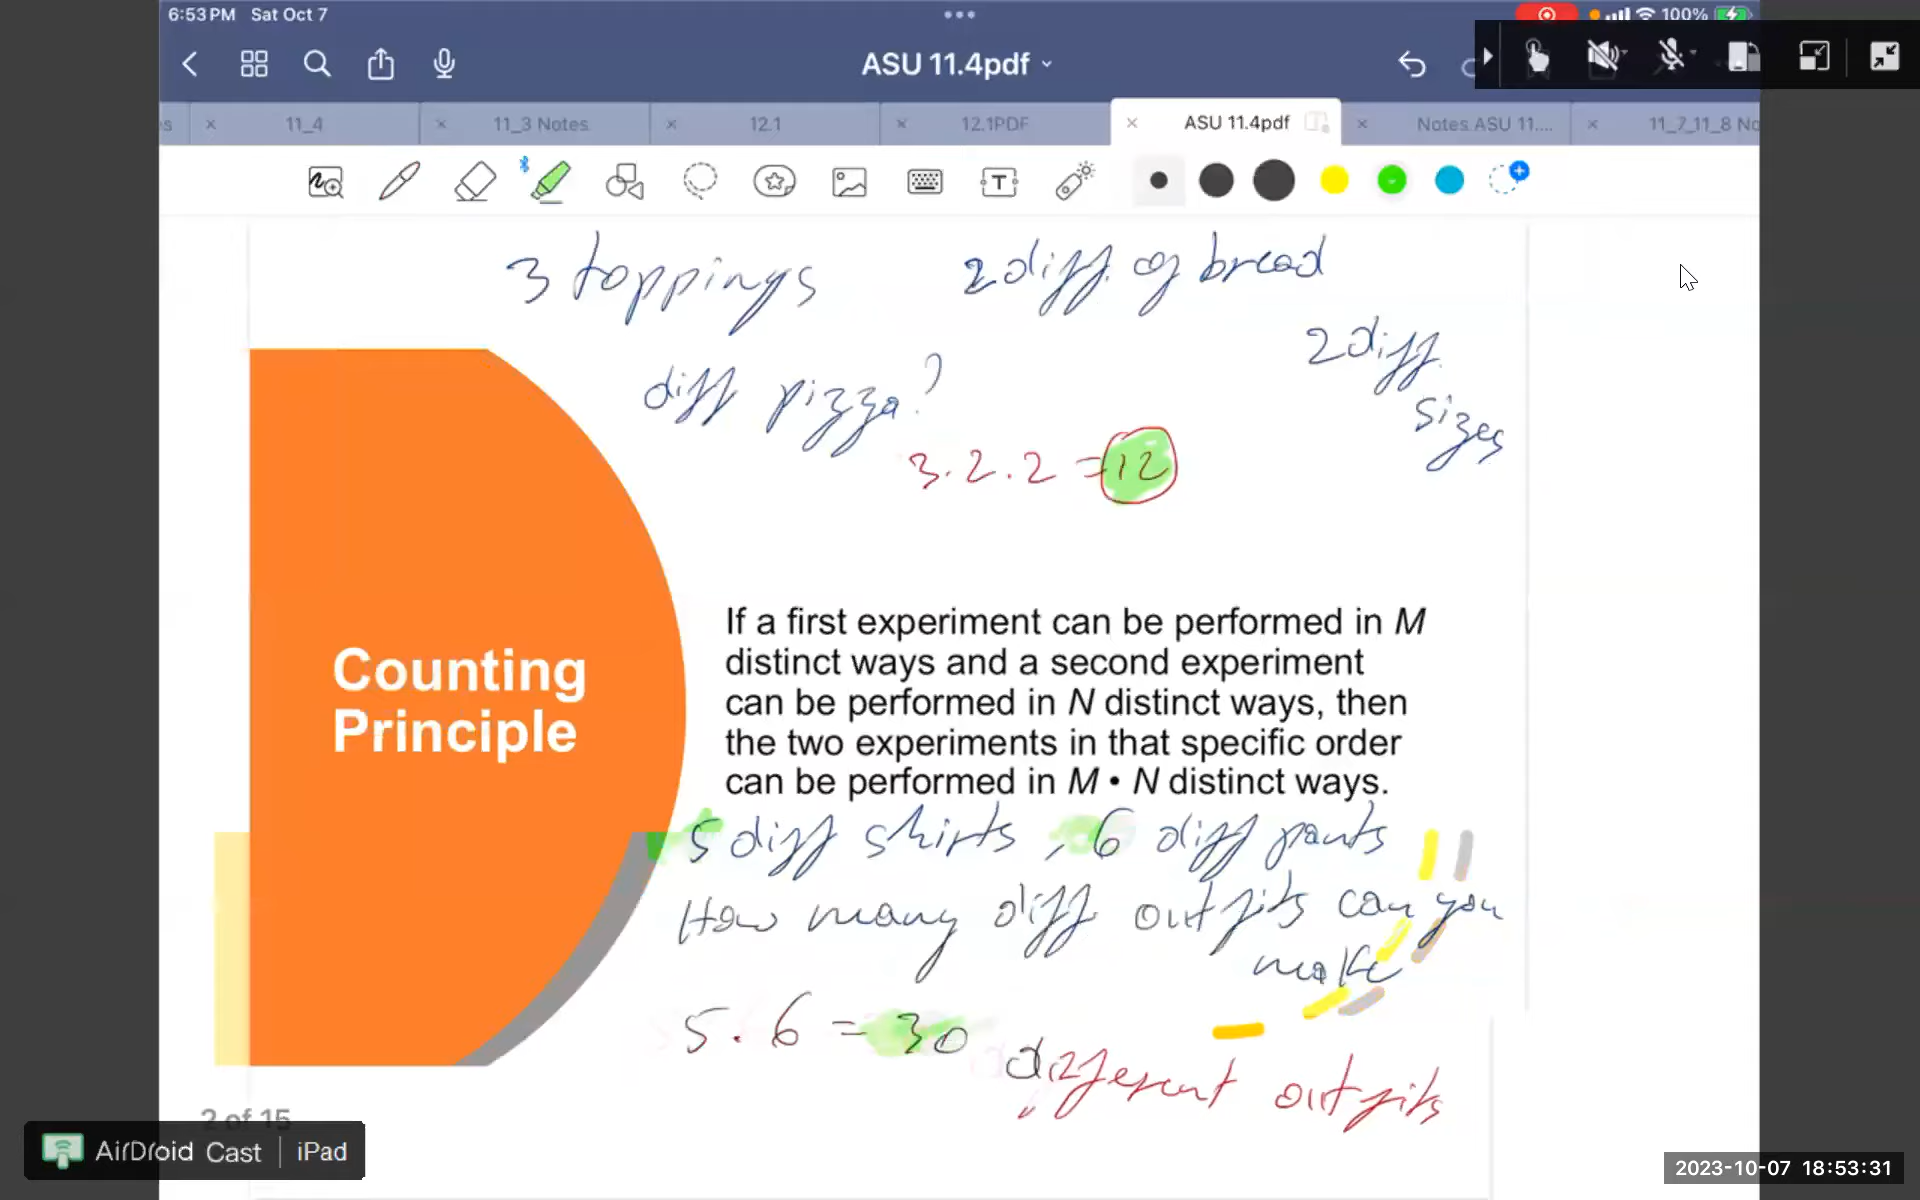 6:53 PM Sat Oct 7
100%
ASU 11.4pdf
11_4
11_3 Notes
12.1
12.1PDF
ASU 11.4pdf
Notes ASU 11....
11_7_11_8 No
3 toppings 2 diff. of bread
2 diff.
sizes
diff pizza?
3.2.2 = 12
Counting
Principle
If a first experiment can be performed in M
distinct ways and a second experiment
can be performed in N distinct ways, then
the two experiments in that specific order
can be performed in M • N distinct ways.
5 diff shirts, 6 diff pants
How many diff. outfits can you
make
5.6 = 30 different outfits
2 of 15
AirDroid Cast | iPad
2023-10-07 18:53:31